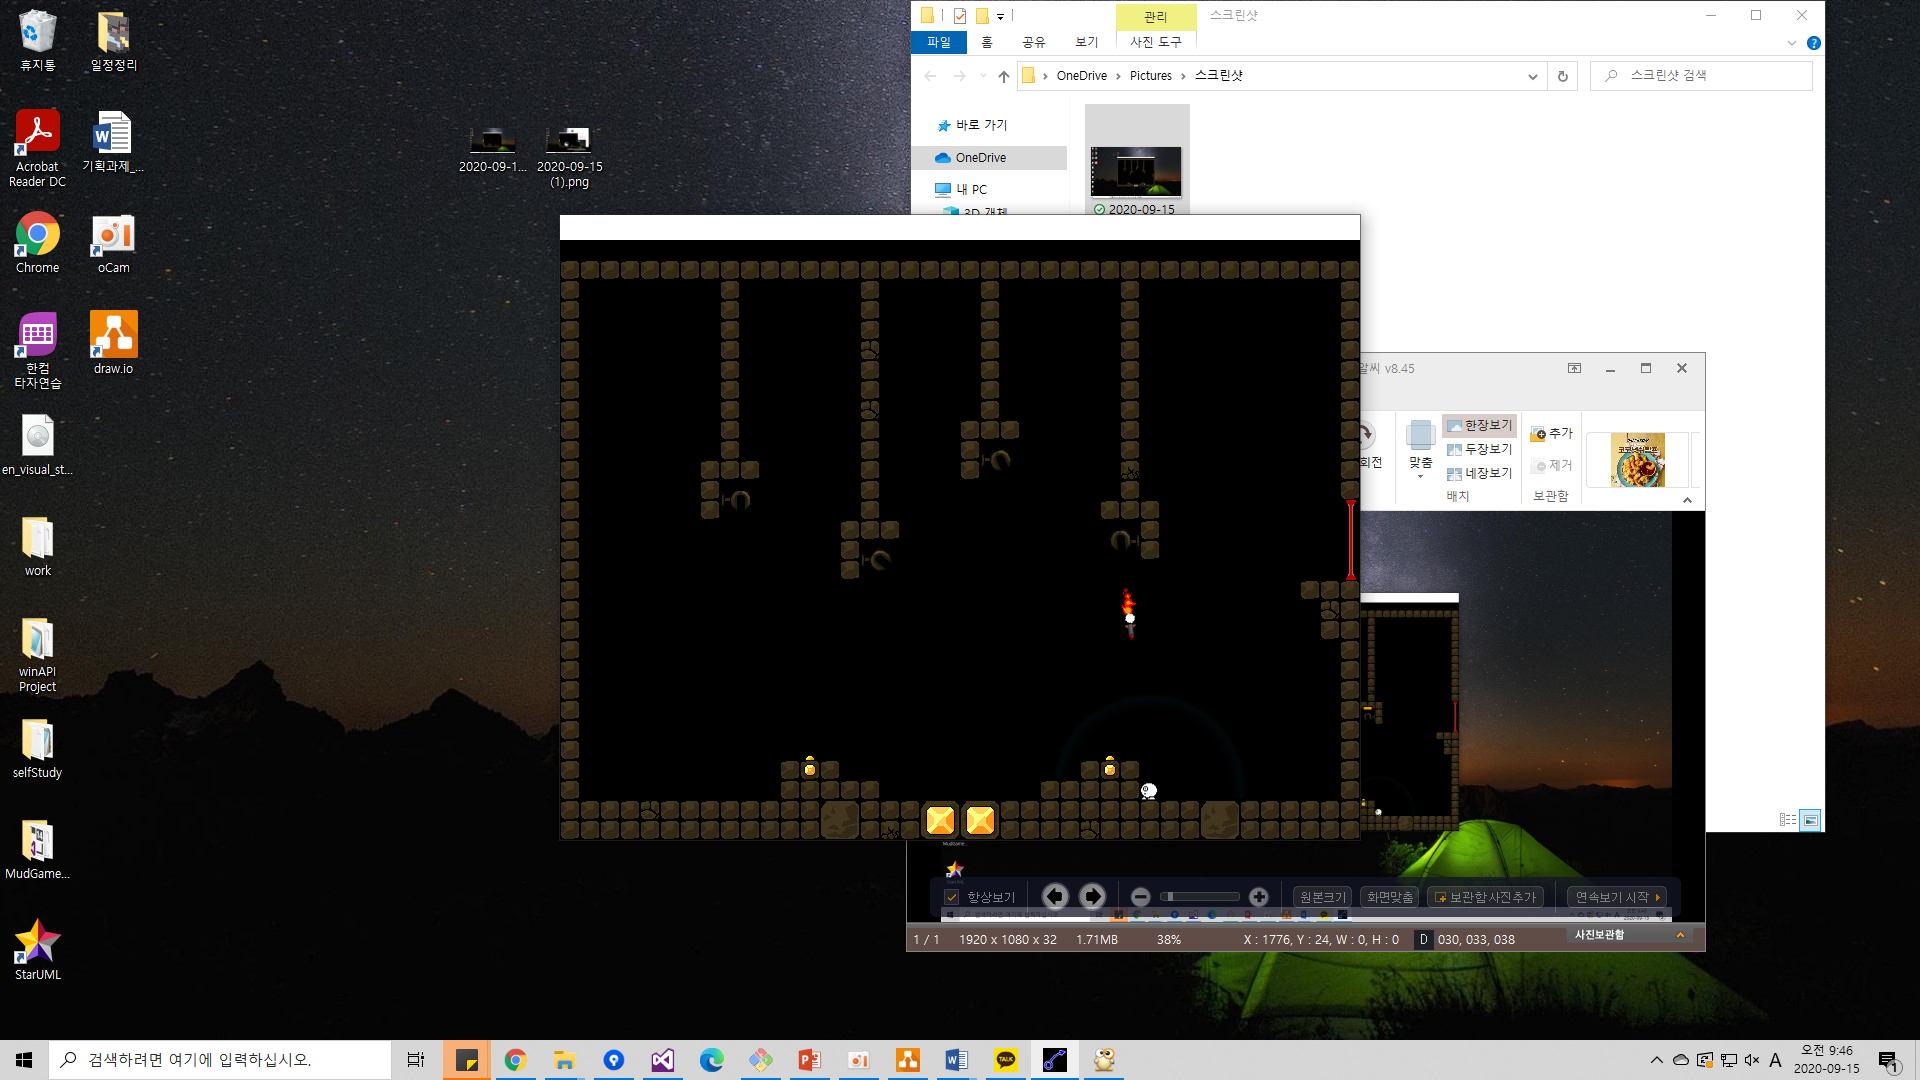 휴지통
일정정리
Acrobat
Reader DC
기획과제_...
Chrome
oCam
한컴
타자연습
draw.io
en_visual_st...
work
winAPI
Project
selfStudy
MudGame...
StarUML
2020-09-1...
2020-09-15
(1).png
관리
스크린샷
파일
홈
공유
보기
사진 도구
OneDrive
Pictures
스크린샷
스크린샷 검색
바로 가기
OneDrive
내 PC
3D 개체
2020-09-15
알씨 v8.45
회전
맞춤
한장보기
두장보기
네장보기
배치
추가
제거
보관함
MudGame...
항상보기
원본크기
화면맞춤
보관함 사진추가
연속보기 시작
1 / 1
1920 x 1080 x 32
1.71MB
38%
X : 1776, Y : 24, W : 0, H : 0
D
030, 033, 038
사진보관함
검색하려면 여기에 입력하십시오.
TALK
A
오전 9:46
2020-09-15
1